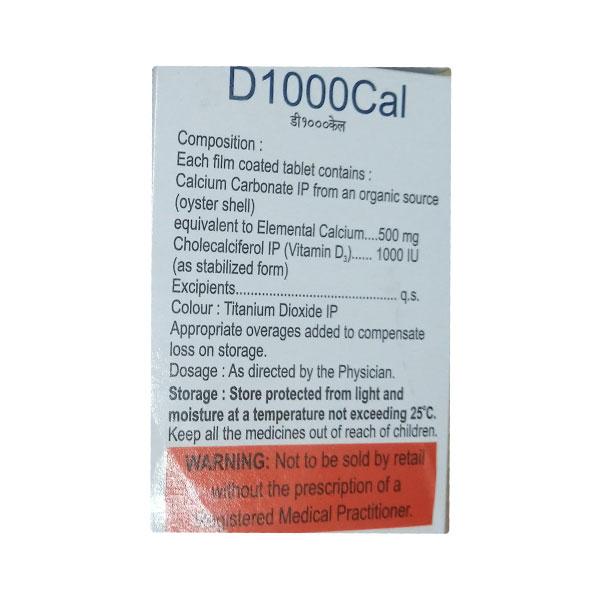 D1000Cal
डी१०००केल
Composition :
Each film coated tablet contains :
Calcium Carbonate IP from an organic source
(oyster shell)
equivalent to Elemental Calcium....500 mg
Cholecalciferol IP (Vitamin D₃)...... 1000 IU
(as stabilized form)
Excipients........................................... q.s.
Colour : Titanium Dioxide IP
Appropriate overages added to compensate
loss on storage.
Dosage : As directed by the Physician.
Storage : Store protected from light and
moisture at a temperature not exceeding 25°C.
Keep all the medicines out of reach of children.
WARNING: Not to be sold by retail
without the prescription of a
Registered Medical Practitioner.